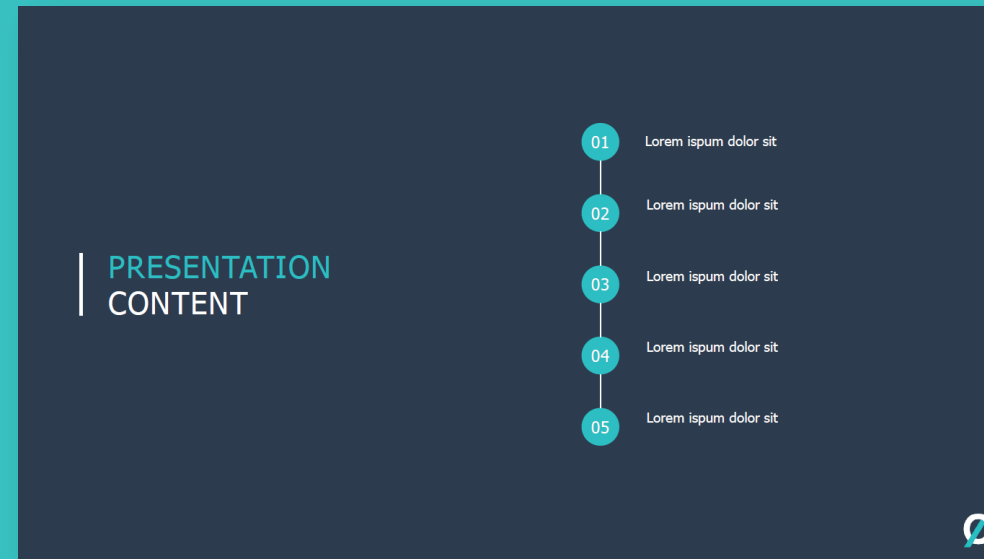 PRESENTATION
CONTENT
01 Lorem ispum dolor sit
02 Lorem ispum dolor sit
03 Lorem ispum dolor sit
04 Lorem ispum dolor sit
05 Lorem ispum dolor sit